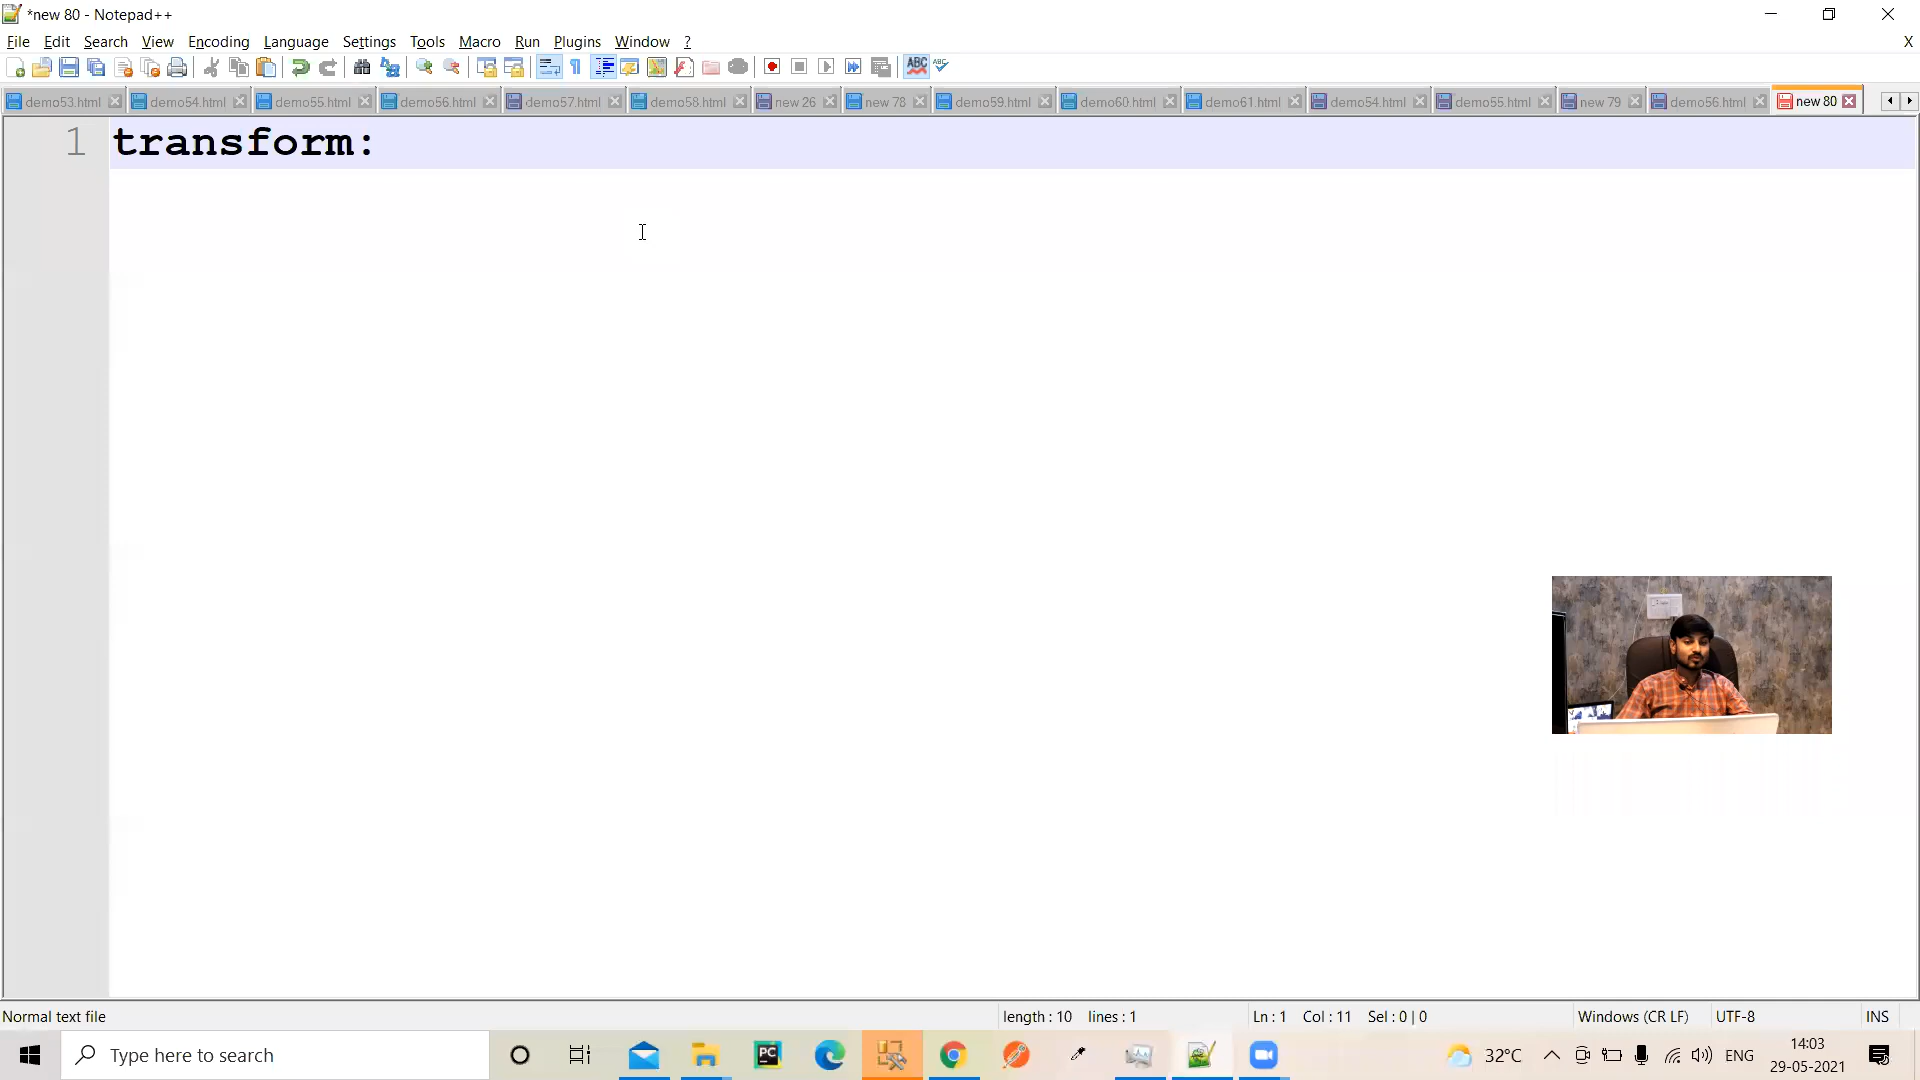 *new 80 - Notepad++
File Edit Search View Encoding Language Settings Tools Macro Run Plugins Window ? X
demo53.html demo54.html demo55.html demo56.html demo57.html demo58.html new 26 new 78 demo59.html demo60.html demo61.html demo54.html demo55.html new 79 demo56.html new 80
1 transform:
Normal text file length : 10 lines : 1 Ln : 1 Col : 11 Sel : 0 | 0 Windows (CR LF) UTF-8 INS
Type here to search 32°C ENG 14:03
29-05-2021